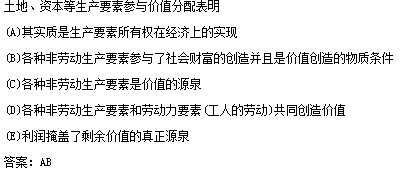 土地、资本等生产要素参与价值分配表明
(A)其实质是生产要素所有权在经济上的实现
(B)各种非劳动生产要素参与了社会财富的创造并且是价值创造的物质条件
(C)各种非劳动生产要素是价值的源泉
(D)各种非劳动生产要素和劳动力要素(工人的劳动)共同创造价值
(E)利润掩盖了剩余价值的真正源泉
答案：AB